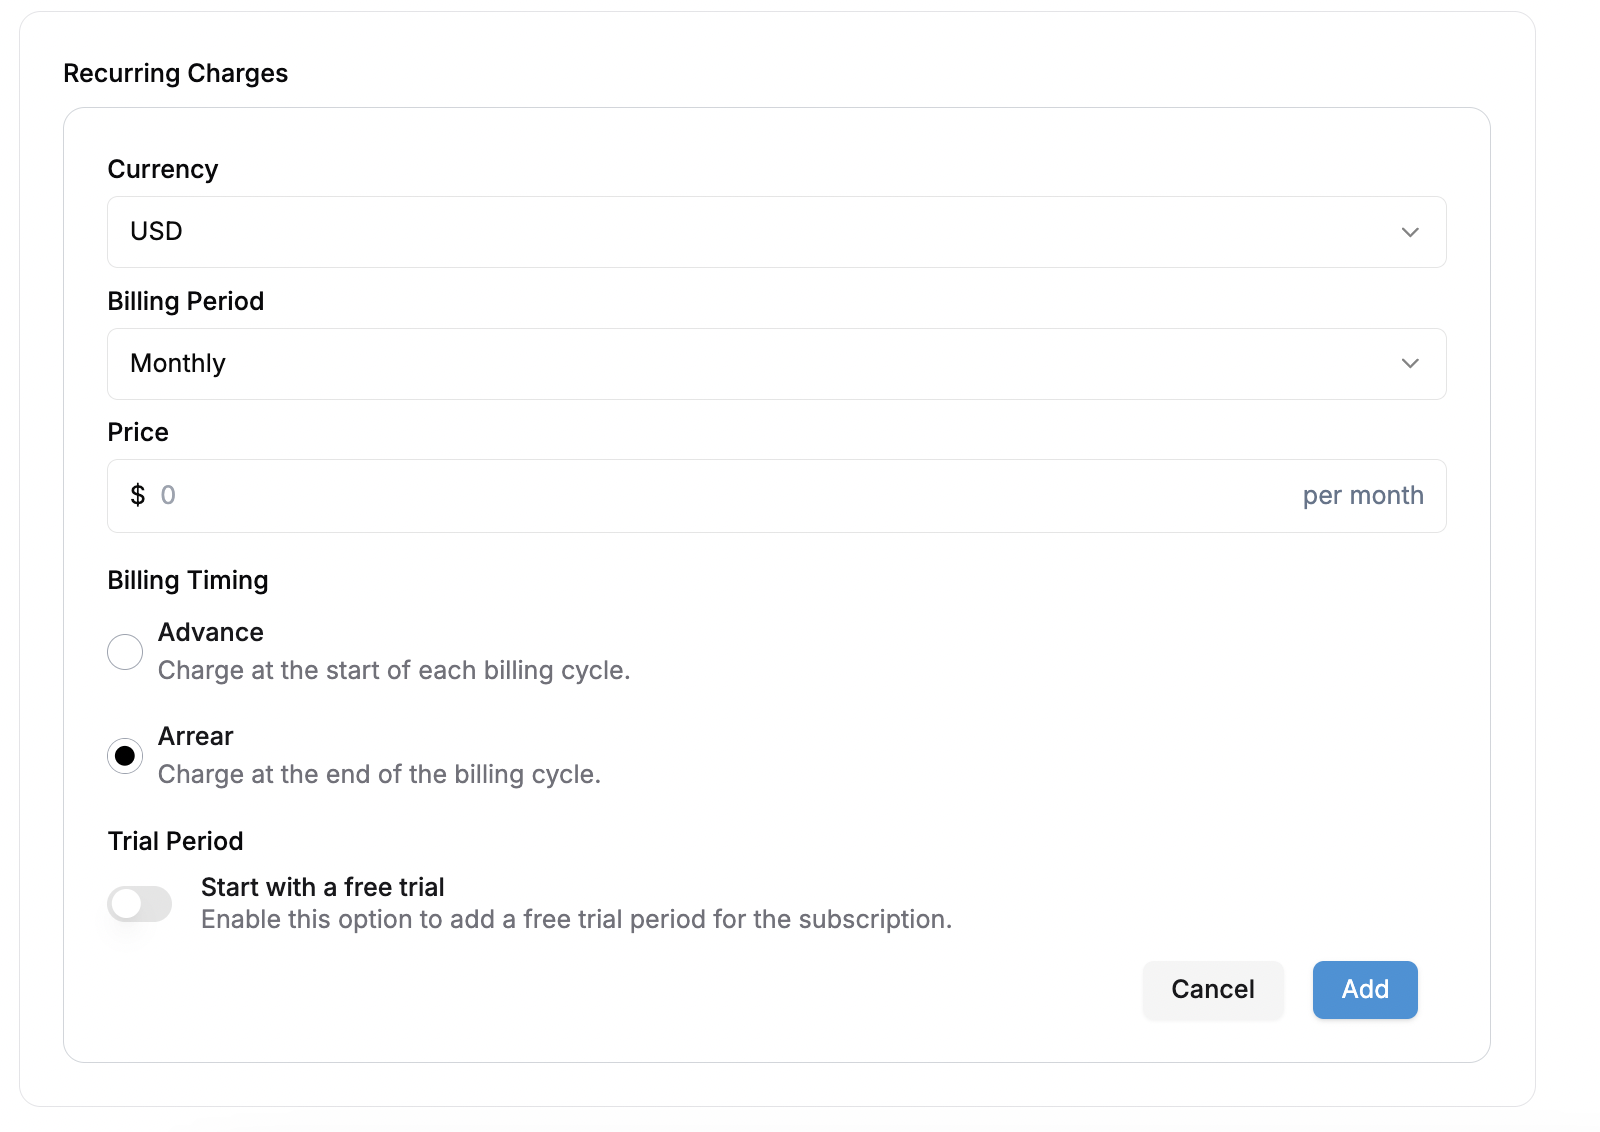 Recurring Charges
Currency
USD
Billing Period
Monthly
Price
$ 0 per month
Billing Timing
Advance
Charge at the start of each billing cycle.
Arrear
Charge at the end of the billing cycle.
Trial Period
Start with a free trial
Enable this option to add a free trial period for the subscription.
Cancel Add